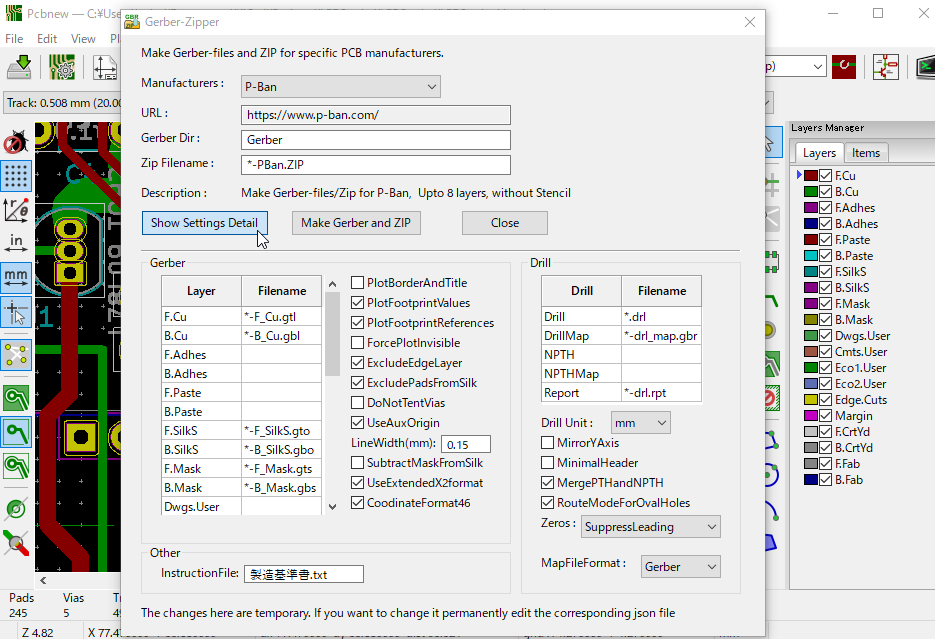 Pcbnew — C:¥Use
File Edit View Pl
Track: 0.508 mm (20.00
in
mm
Gerber-Zipper
Make Gerber-files and ZIP for specific PCB manufacturers.
Manufacturers : P-Ban
URL : https://www.p-ban.com/
Gerber Dir : Gerber
Zip Filename : *-PBan.ZIP
Description : Make Gerber-files/Zip for P-Ban, Upto 8 layers, without Stencil
Show Settings Detail Make Gerber and ZIP Close
Gerber
Layer Filename
F.Cu *-F_Cu.gtl
B.Cu *-B_Cu.gbl
F.Adhes
B.Adhes
F.Paste
B.Paste
F.SilkS *-F_SilkS.gto
B.SilkS *-B_SilkS.gbo
F.Mask *-F_Mask.gts
B.Mask *-B_Mask.gbs
Dwgs.User
PlotBorderAndTitle
PlotFootprintValues
PlotFootprintReferences
ForcePlotInvisible
ExcludeEdgeLayer
ExcludePadsFromSilk
DoNotTentVias
UseAuxOrigin
LineWidth(mm): 0.15
SubtractMaskFromSilk
UseExtendedX2format
CoodinateFormat46
Drill
Drill Filename
Drill *.drl
DrillMap *-drl_map.gbr
NPTH
NPTHMap
Report *-drl.rpt
Drill Unit : mm
MirrorYAxis
MinimalHeader
MergePTHandNPTH
RouteModeForOvalHoles
Zeros : SuppressLeading
MapFileFormat : Gerber
Other
InstructionFile: 製造基準書.txt
The changes here are temporary. If you want to change it permanently edit the corresponding json file
p)
Layers Manager
Layers Items
F.Cu
B.Cu
F.Adhes
B.Adhes
F.Paste
B.Paste
F.SilkS
B.SilkS
F.Mask
B.Mask
Dwgs.User
Cmts.User
Eco1.User
Eco2.User
Edge.Cuts
Margin
F.CrtYd
B.CrtYd
F.Fab
B.Fab
Pads Vias
245 5
Z 4.82